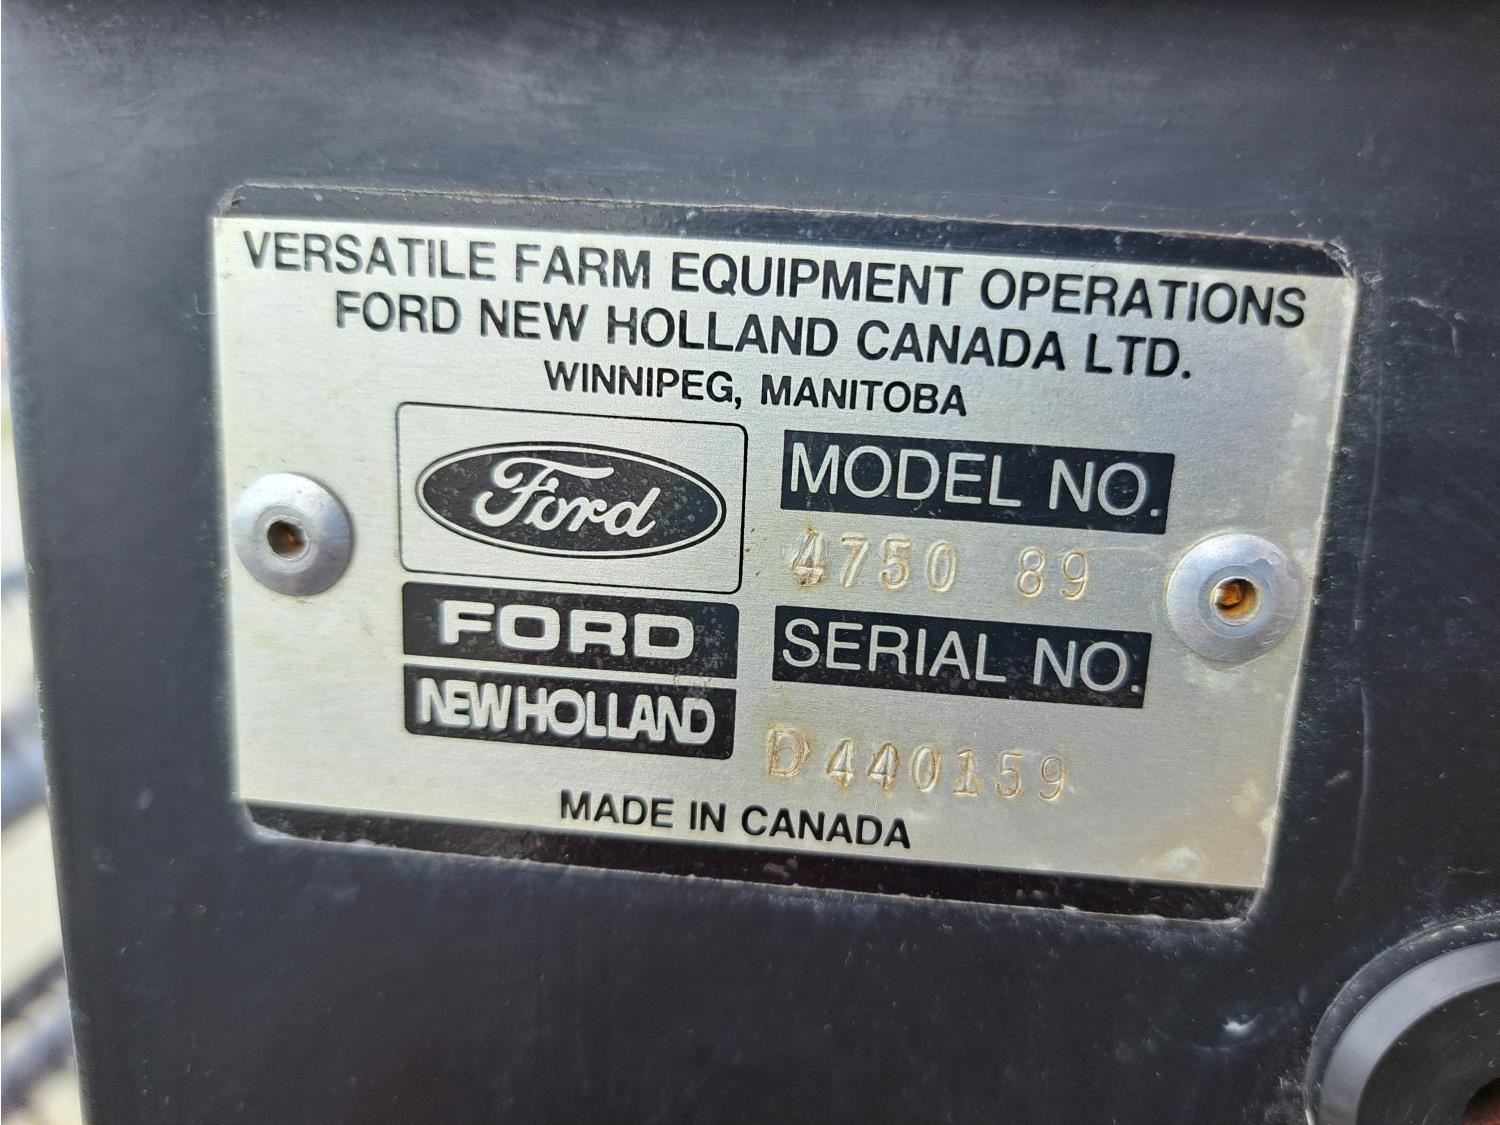 VERSATILE FARM EQUIPMENT OPERATIONS
FORD NEW HOLLAND CANADA LTD.
WINNIPEG, MANITOBA
Ford
FORD
NEW HOLLAND
MODEL NO.
4750 89
SERIAL NO.
D440159
MADE IN CANADA